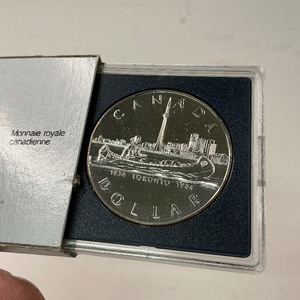 Monnaie royale
canadienne
CANADA
1834 TORONTO 1984
DOLLAR